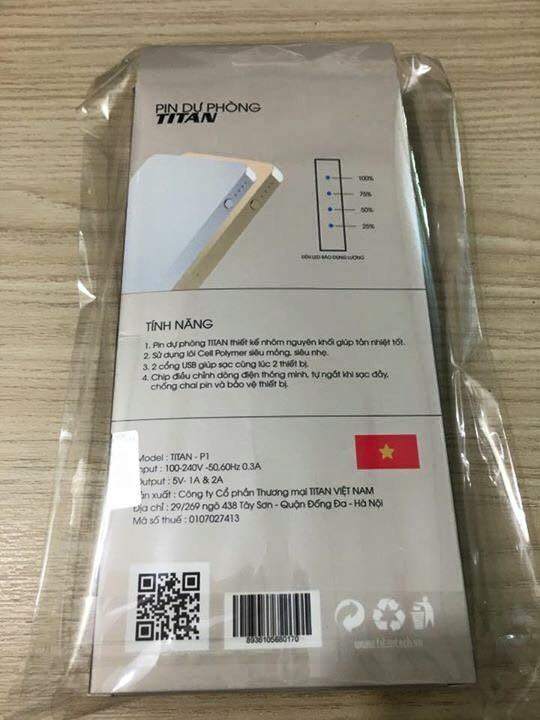 PIN DỰ PHÒNG
TITAN
100%
75%
50%
25%
ĐÈN LED BÁO DUNG LƯỢNG
TÍNH NĂNG
1. Pin dự phòng TITAN thiết kế nhôm nguyên khối giúp tản nhiệt tốt.
2. Sử dụng lõi Cell Polymer siêu mỏng, siêu nhẹ.
3. 2 cổng USB giúp sạc cùng lúc 2 thiết bị.
4. Chip điều chỉnh dòng điện thông minh, tự ngắt khi sạc đầy,
chống chai pin và bảo vệ thiết bị.
Model : TITAN - P1
Input : 100-240V -50,60Hz 0.3A
Output : 5V- 1A & 2A
Sản xuất : Công ty Cổ phần Thương mại TITAN VIỆT NAM
Địa chỉ : 29/269 ngõ 438 Tây Sơn - Quận Đống Đa - Hà Nội
Mã số thuế : 0107027413
8936105680170
www.titantech.vn